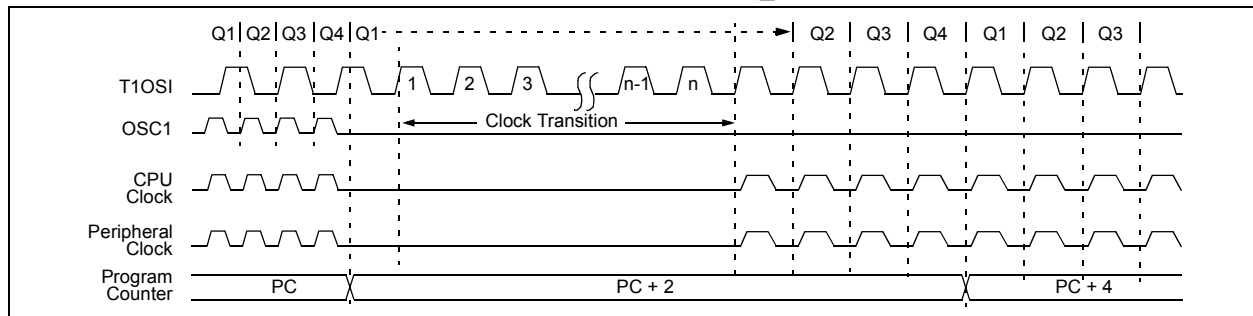 Q1 Q2 Q3 Q4 Q1 Q2 Q3 Q4 Q1 Q2 Q3
T1OSI 1 2 3 n-1 n
OSC1 Clock Transition
CPU
Clock
Peripheral
Clock
Program
Counter
PC PC + 2 PC + 4